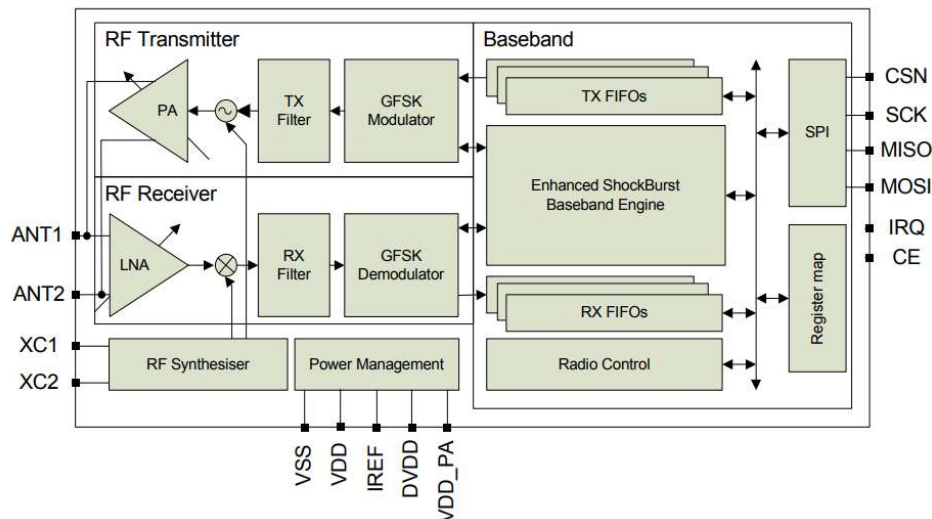 RF Transmitter
PA
TX
Filter
GFSK
Modulator
RF Receiver
LNA
RX
Filter
GFSK
Demodulator
ANT1
ANT2
XC1
XC2
RF Synthesiser
Power Management
VSS
VDD
IREF
DVDD
VDD_PA
Baseband
TX FIFOs
Enhanced ShockBurst
Baseband Engine
RX FIFOs
Radio Control
SPI
Register map
CSN
SCK
MISO
MOSI
IRQ
CE